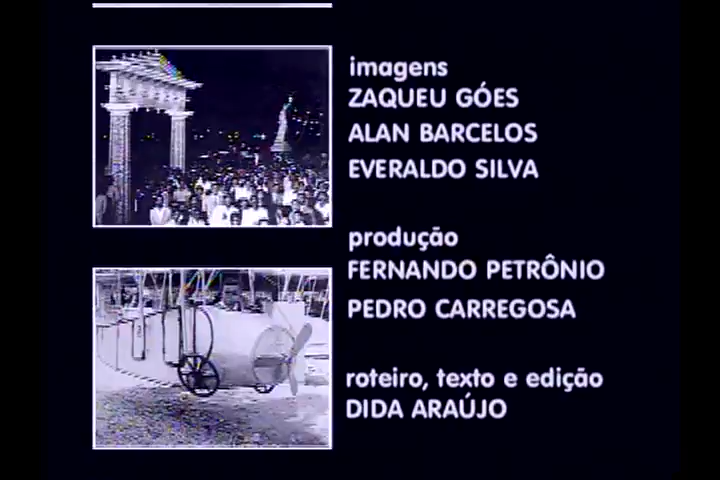 imagens
ZAQUEU GÓES
ALAN BARCELOS
EVERALDO SILVA
produção
FERNANDO PETRÔNIO
PEDRO CARREGOSA
roteiro, texto e edição
DIDA ARAÚJO